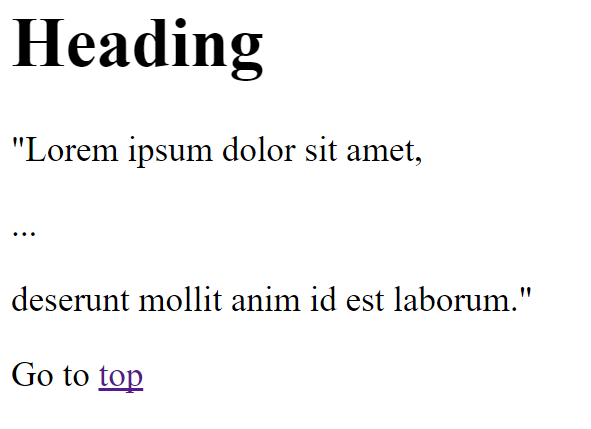 Heading
"Lorem ipsum dolor sit amet,
...
deserunt mollit anim id est laborum."
Go to top